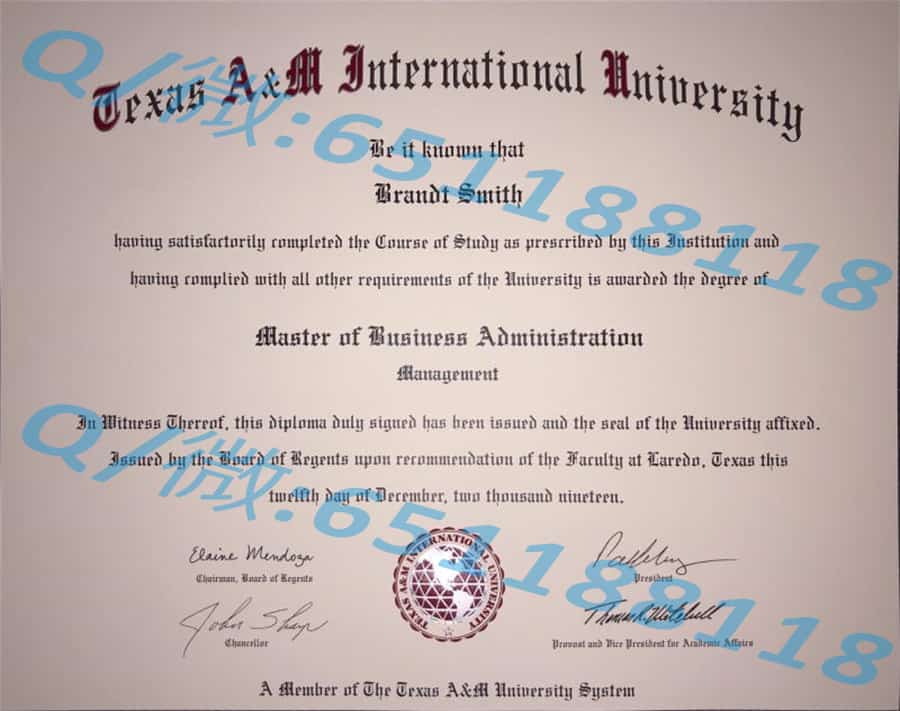 Texas A&M International University
Be it known that
Brandt Smith
having satisfactorily completed the Course of Study as prescribed by this Institution and
having complied with all other requirements of the University is awarded the degree of
Master of Business Administration
Management
In Witness Thereof, this diploma duly signed has been issued and the seal of the University affixed.
Issued by the Board of Regents upon recommendation of the Faculty at Laredo, Texas this
twelfth day of December, two thousand nineteen.
Elaine Mendoza
Chairman, Board of Regents
President
John Sharp
Chancellor
Provost and Vice President for Academic Affairs
TEXAS A&M INTERNATIONAL UNIVERSITY
A Member of The Texas A&M University System
Q/微:651188118
Q/微:651188118